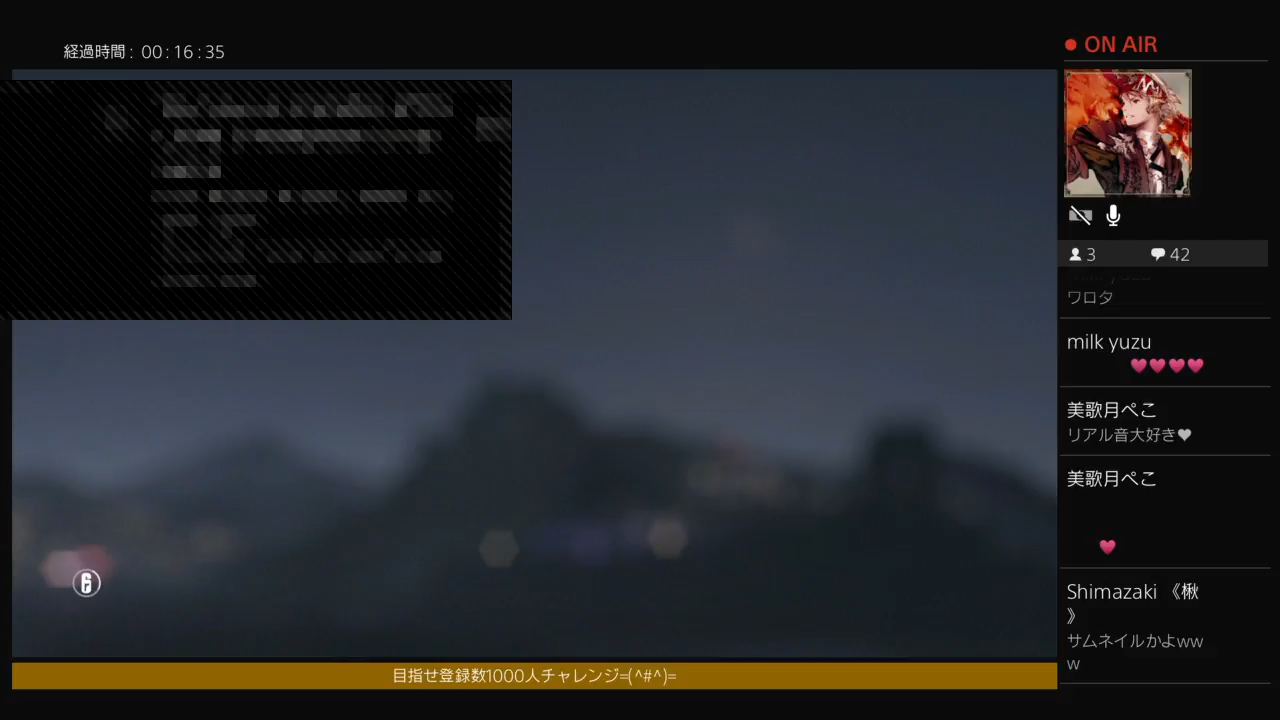 経過時間: 00:16:35
ON AIR
3
42
ワロタ
milk yuzu
💗💗💗💗
美歌月ぺこ
リアル音大好き♥
美歌月ぺこ
💗
Shimazaki 《楸
》
サムネイルかよww
w
6
目指せ登録数1000人チャレンジ=(^#^)=